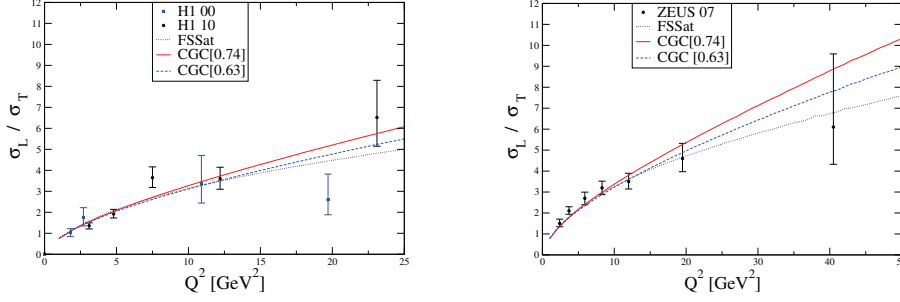 12
11
10
9
8
7
6
5
4
3
2
1
0
σL / σT
H1 00
H1 10
FSSat
CGC[0.74]
CGC[0.63]
0 5 10 15 20 25
Q² [GeV²]
12
11
10
9
8
7
6
5
4
3
2
1
0
σL / σT
ZEUS 07
FSSat
CGC[0.74]
CGC [0.63]
0 10 20 30 40 50
Q² [GeV²]